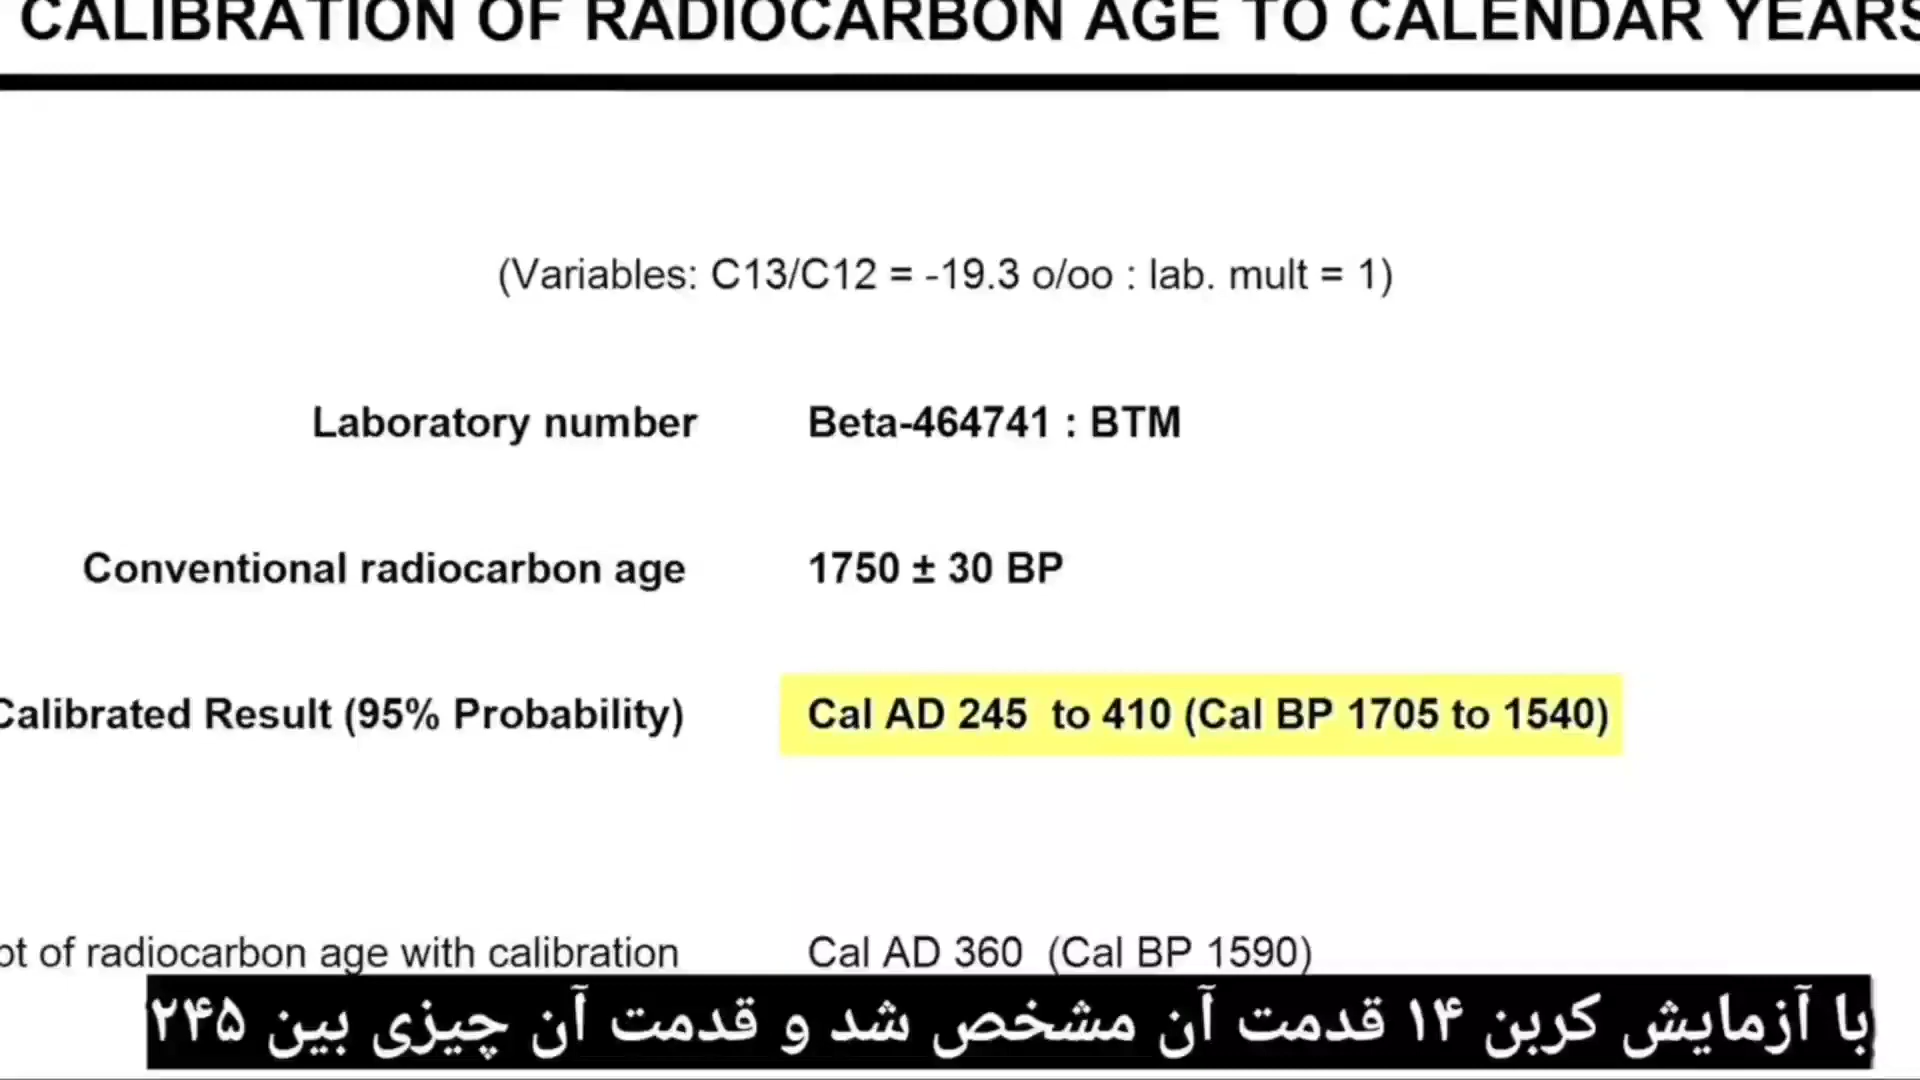 CALIBRATION OF RADIOCARBON AGE TO CALENDAR YEARS
(Variables: C13/C12 = -19.3 o/oo : lab. mult = 1)
Laboratory number Beta-464741 : BTM
Conventional radiocarbon age 1750 ± 30 BP
Calibrated Result (95% Probability) Cal AD 245 to 410 (Cal BP 1705 to 1540)
of radiocarbon age with calibration Cal AD 360 (Cal BP 1590)
با آزمایش کربن ۱۴ قدمت آن مشخص شد و قدمت آن چیزی بین ۲۴۵